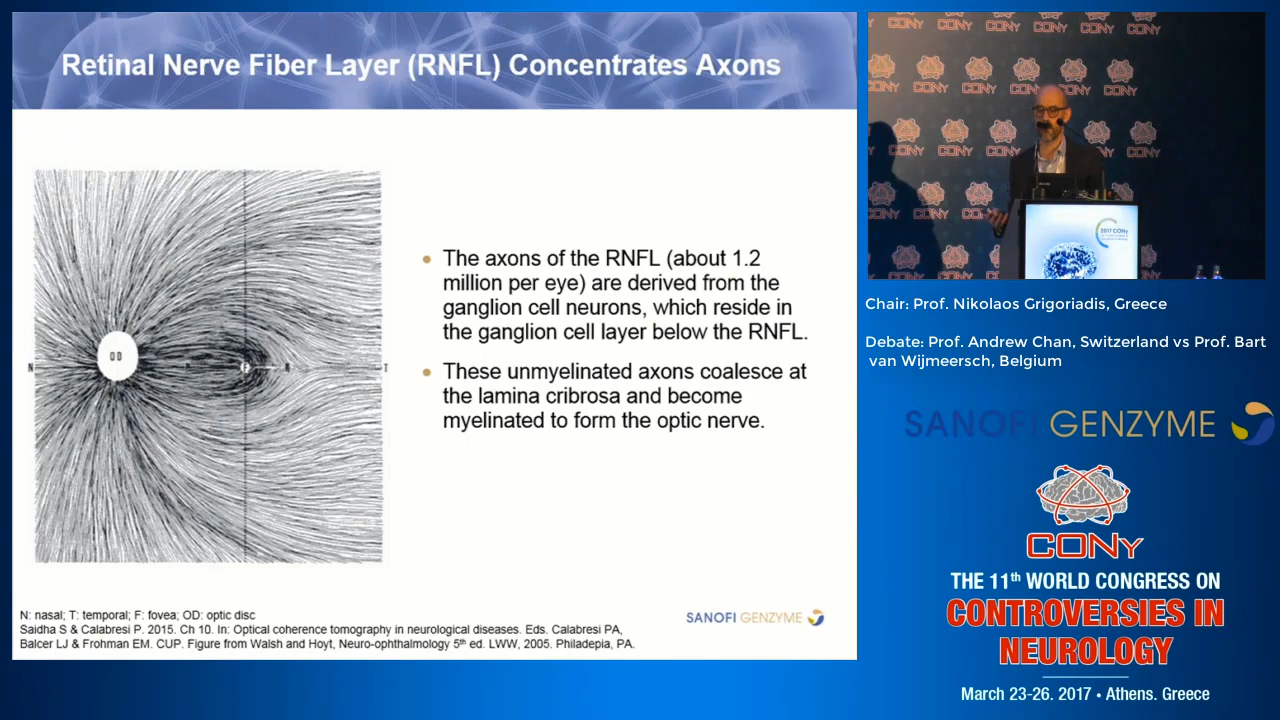 Retinal Nerve Fiber Layer (RNFL) Concentrates Axons
OD
N
F
R
T
The axons of the RNFL (about 1.2
million per eye) are derived from the
ganglion cell neurons, which reside in
the ganglion cell layer below the RNFL.
These unmyelinated axons coalesce at
the lamina cribrosa and become
myelinated to form the optic nerve.
N: nasal; T: temporal; F: fovea; OD: optic disc
Saidha S & Calabresi P. 2015. Ch 10. In: Optical coherence tomography in neurological diseases. Eds. Calabresi PA,
Balcer LJ & Frohman EM. CUP. Figure from Walsh and Hoyt, Neuro-ophthalmology 5th ed. LWW, 2005. Philadepia, PA.
SANOFI GENZYME
CONy
2017 CONy
Chair: Prof. Nikolaos Grigoriadis, Greece
Debate: Prof. Andrew Chan, Switzerland vs Prof. Bart
van Wijmeersch, Belgium
SANOFI GENZYME
CONy
THE 11th WORLD CONGRESS ON
CONTROVERSIES IN
NEUROLOGY
March 23-26. 2017 • Athens. Greece